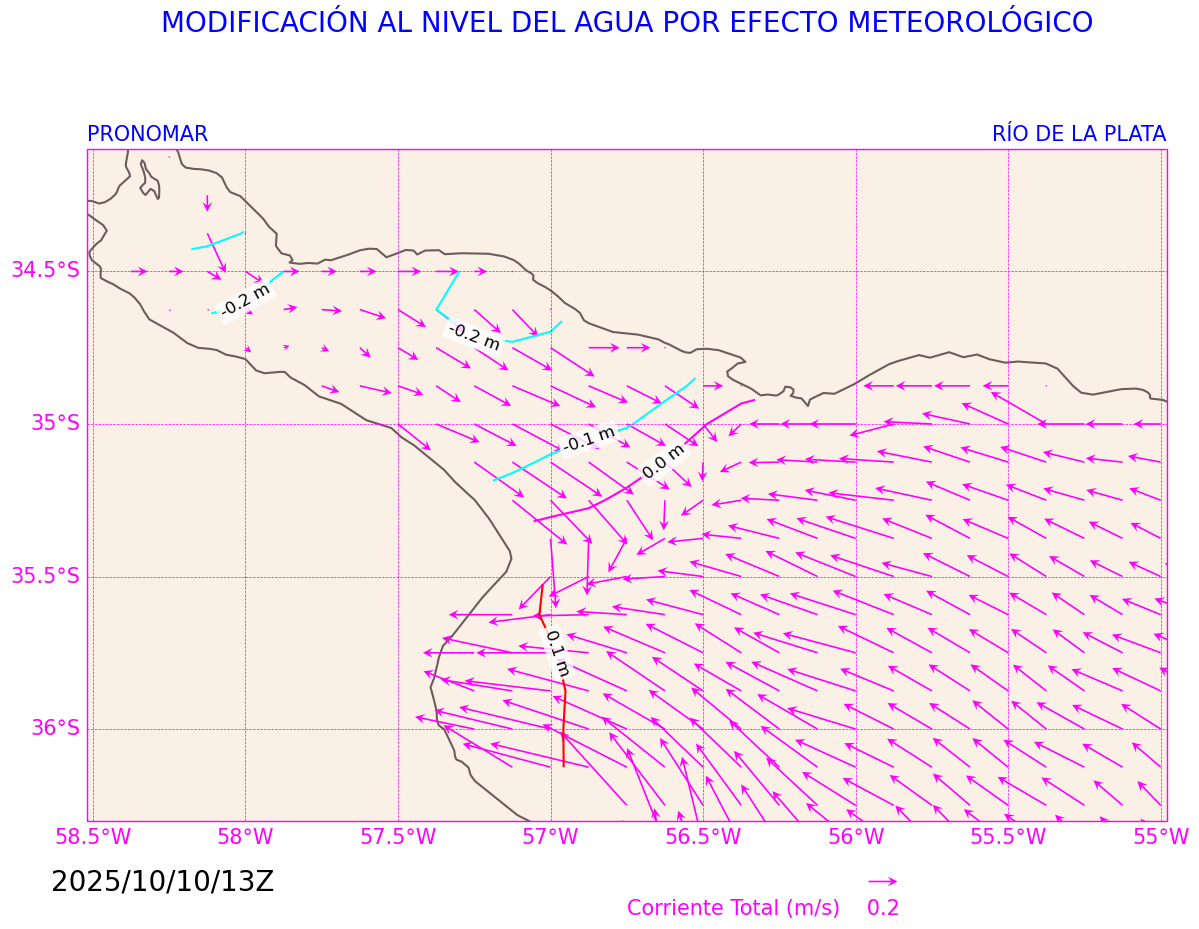 MODIFICACIÓN AL NIVEL DEL AGUA POR EFECTO METEOROLÓGICO
PRONOMAR
RÍO DE LA PLATA
34.5°S
35°S
35.5°S
36°S
-0.2 m
-0.2 m
-0.1 m
0.0 m
0.1 m
58.5°W
58°W
57.5°W
57°W
56.5°W
56°W
55.5°W
55°W
2025/10/10/13Z
Corriente Total (m/s)
0.2